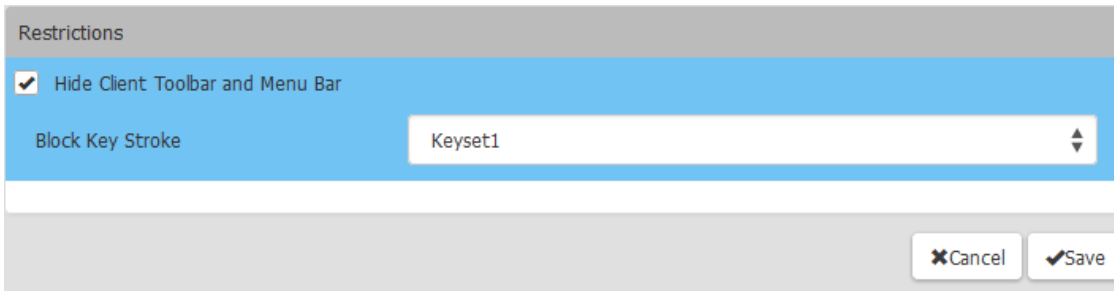 Restrictions
Hide Client Toolbar and Menu Bar
Block Key Stroke Keyset1
Cancel Save